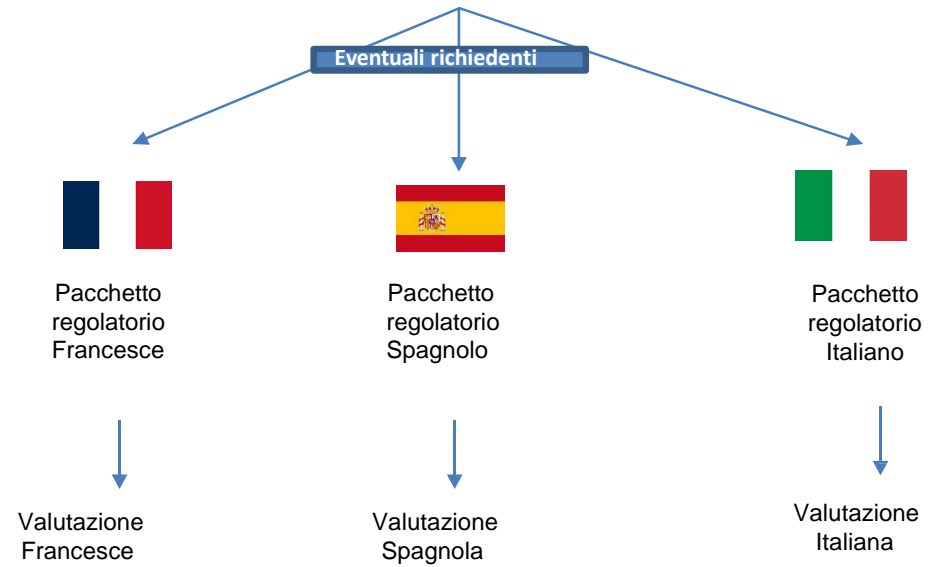 Eventuali richiedenti
Pacchetto
regolatorio
Francesce
Pacchetto
regolatorio
Spagnolo
Pacchetto
regolatorio
Italiano
Valutazione
Francesce
Valutazione
Spagnola
Valutazione
Italiana